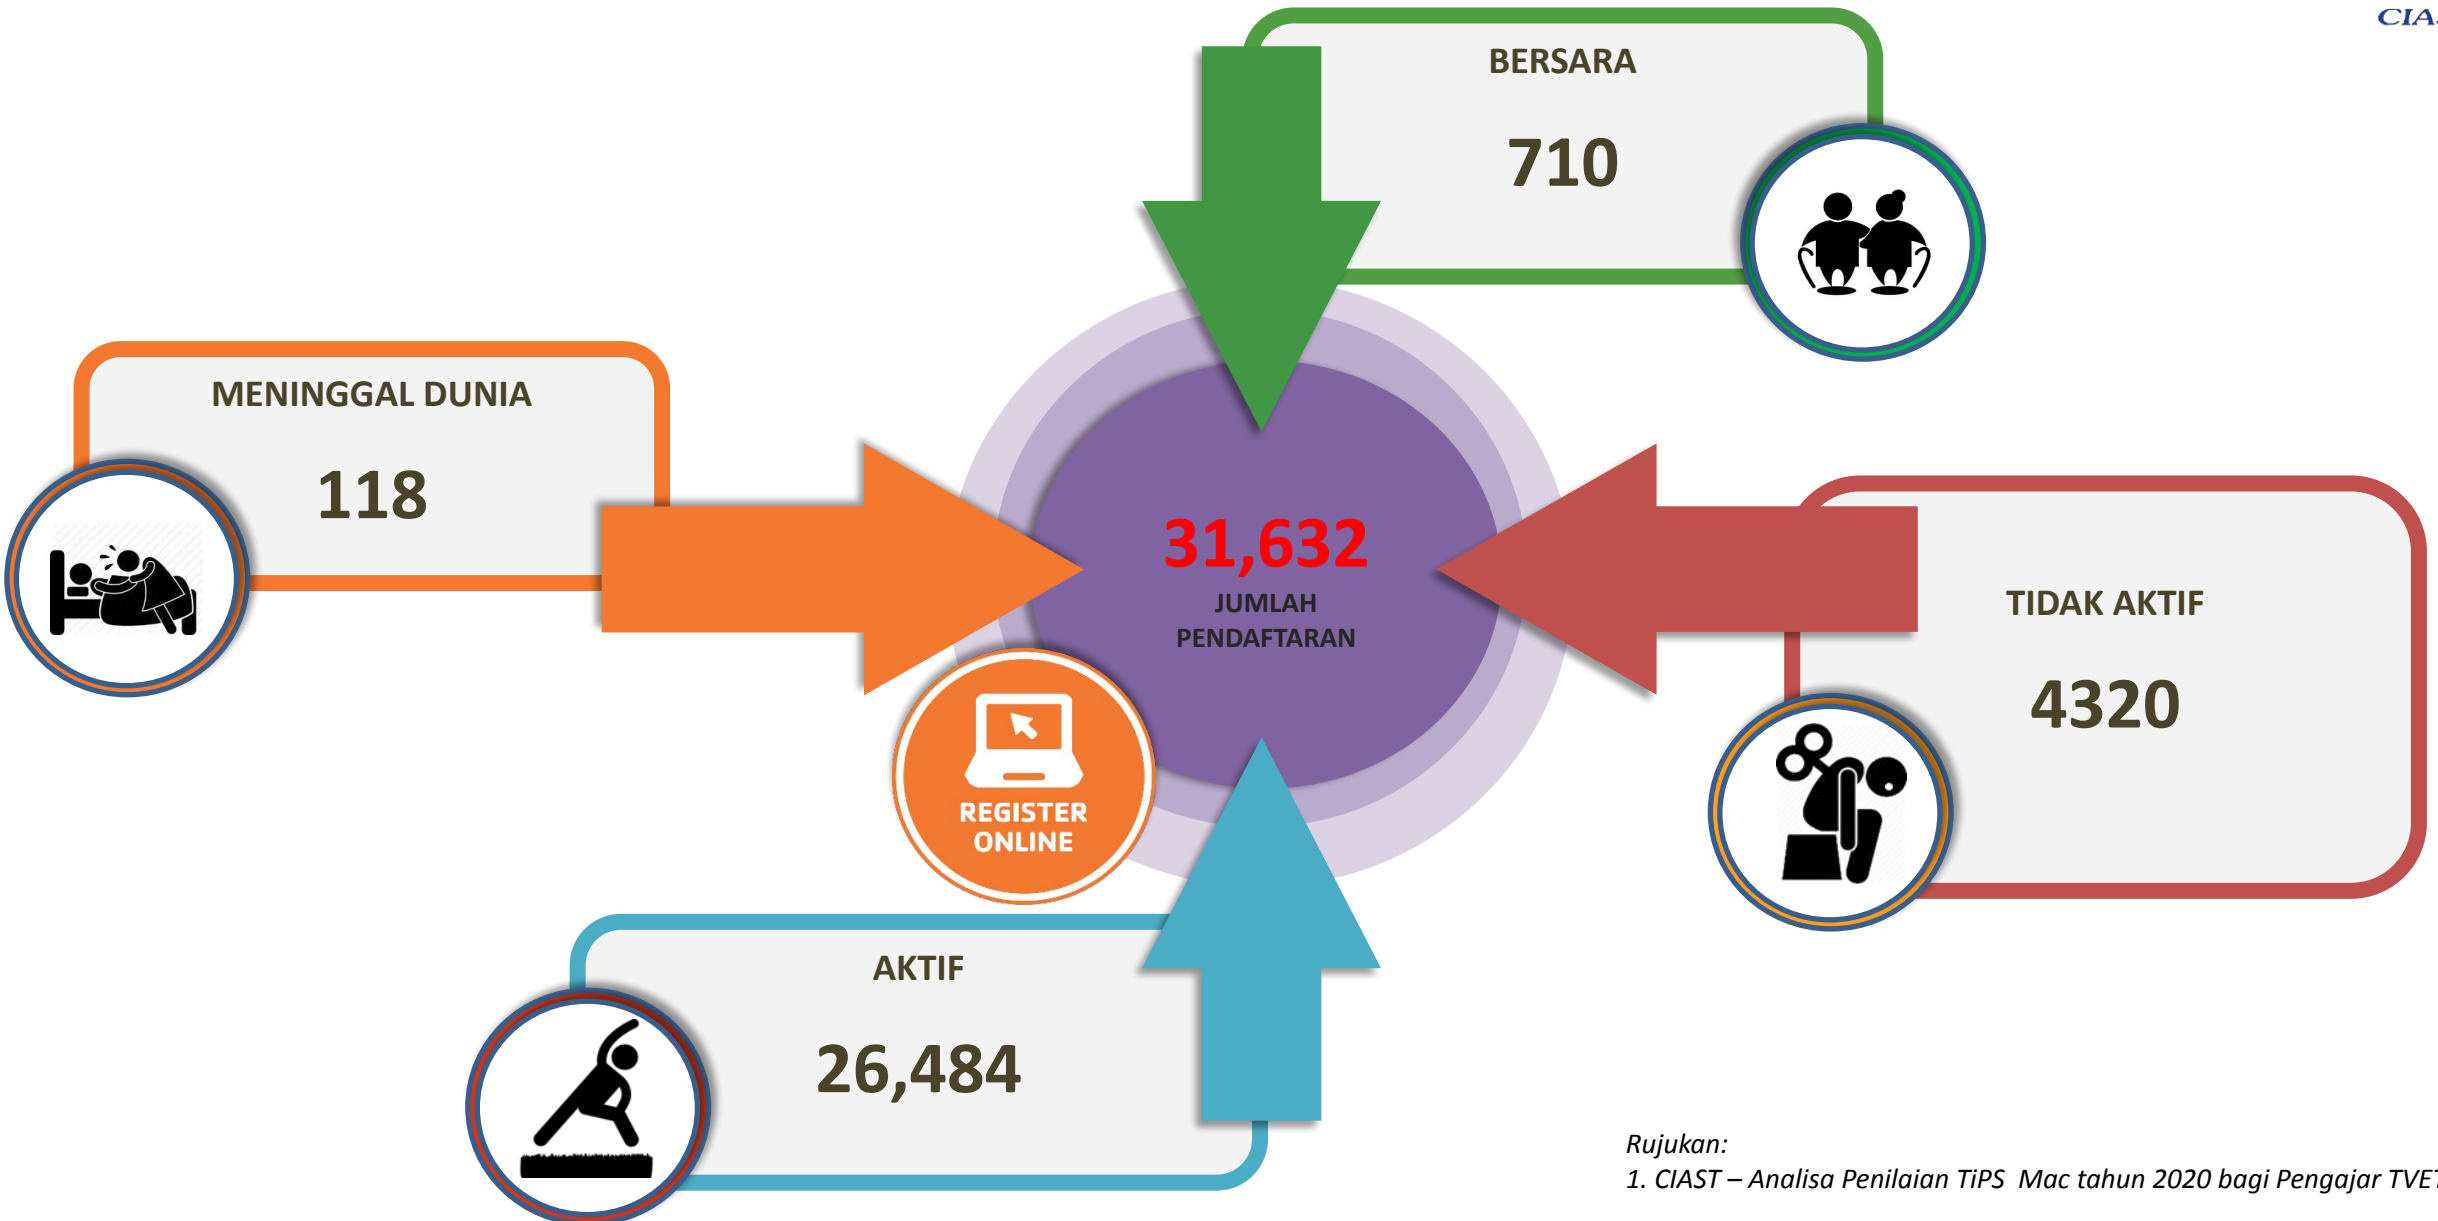 BERSARA
710
MENINGGAL DUNIA
118
31,632
JUMLAH
PENDAFTARAN
TIDAK AKTIF
4320
REGISTER
ONLINE
AKTIF
26,484
Rujukan:
1. CIAST – Analisa Penilaian TiPS Mac tahun 2020 bagi Pengajar TVET